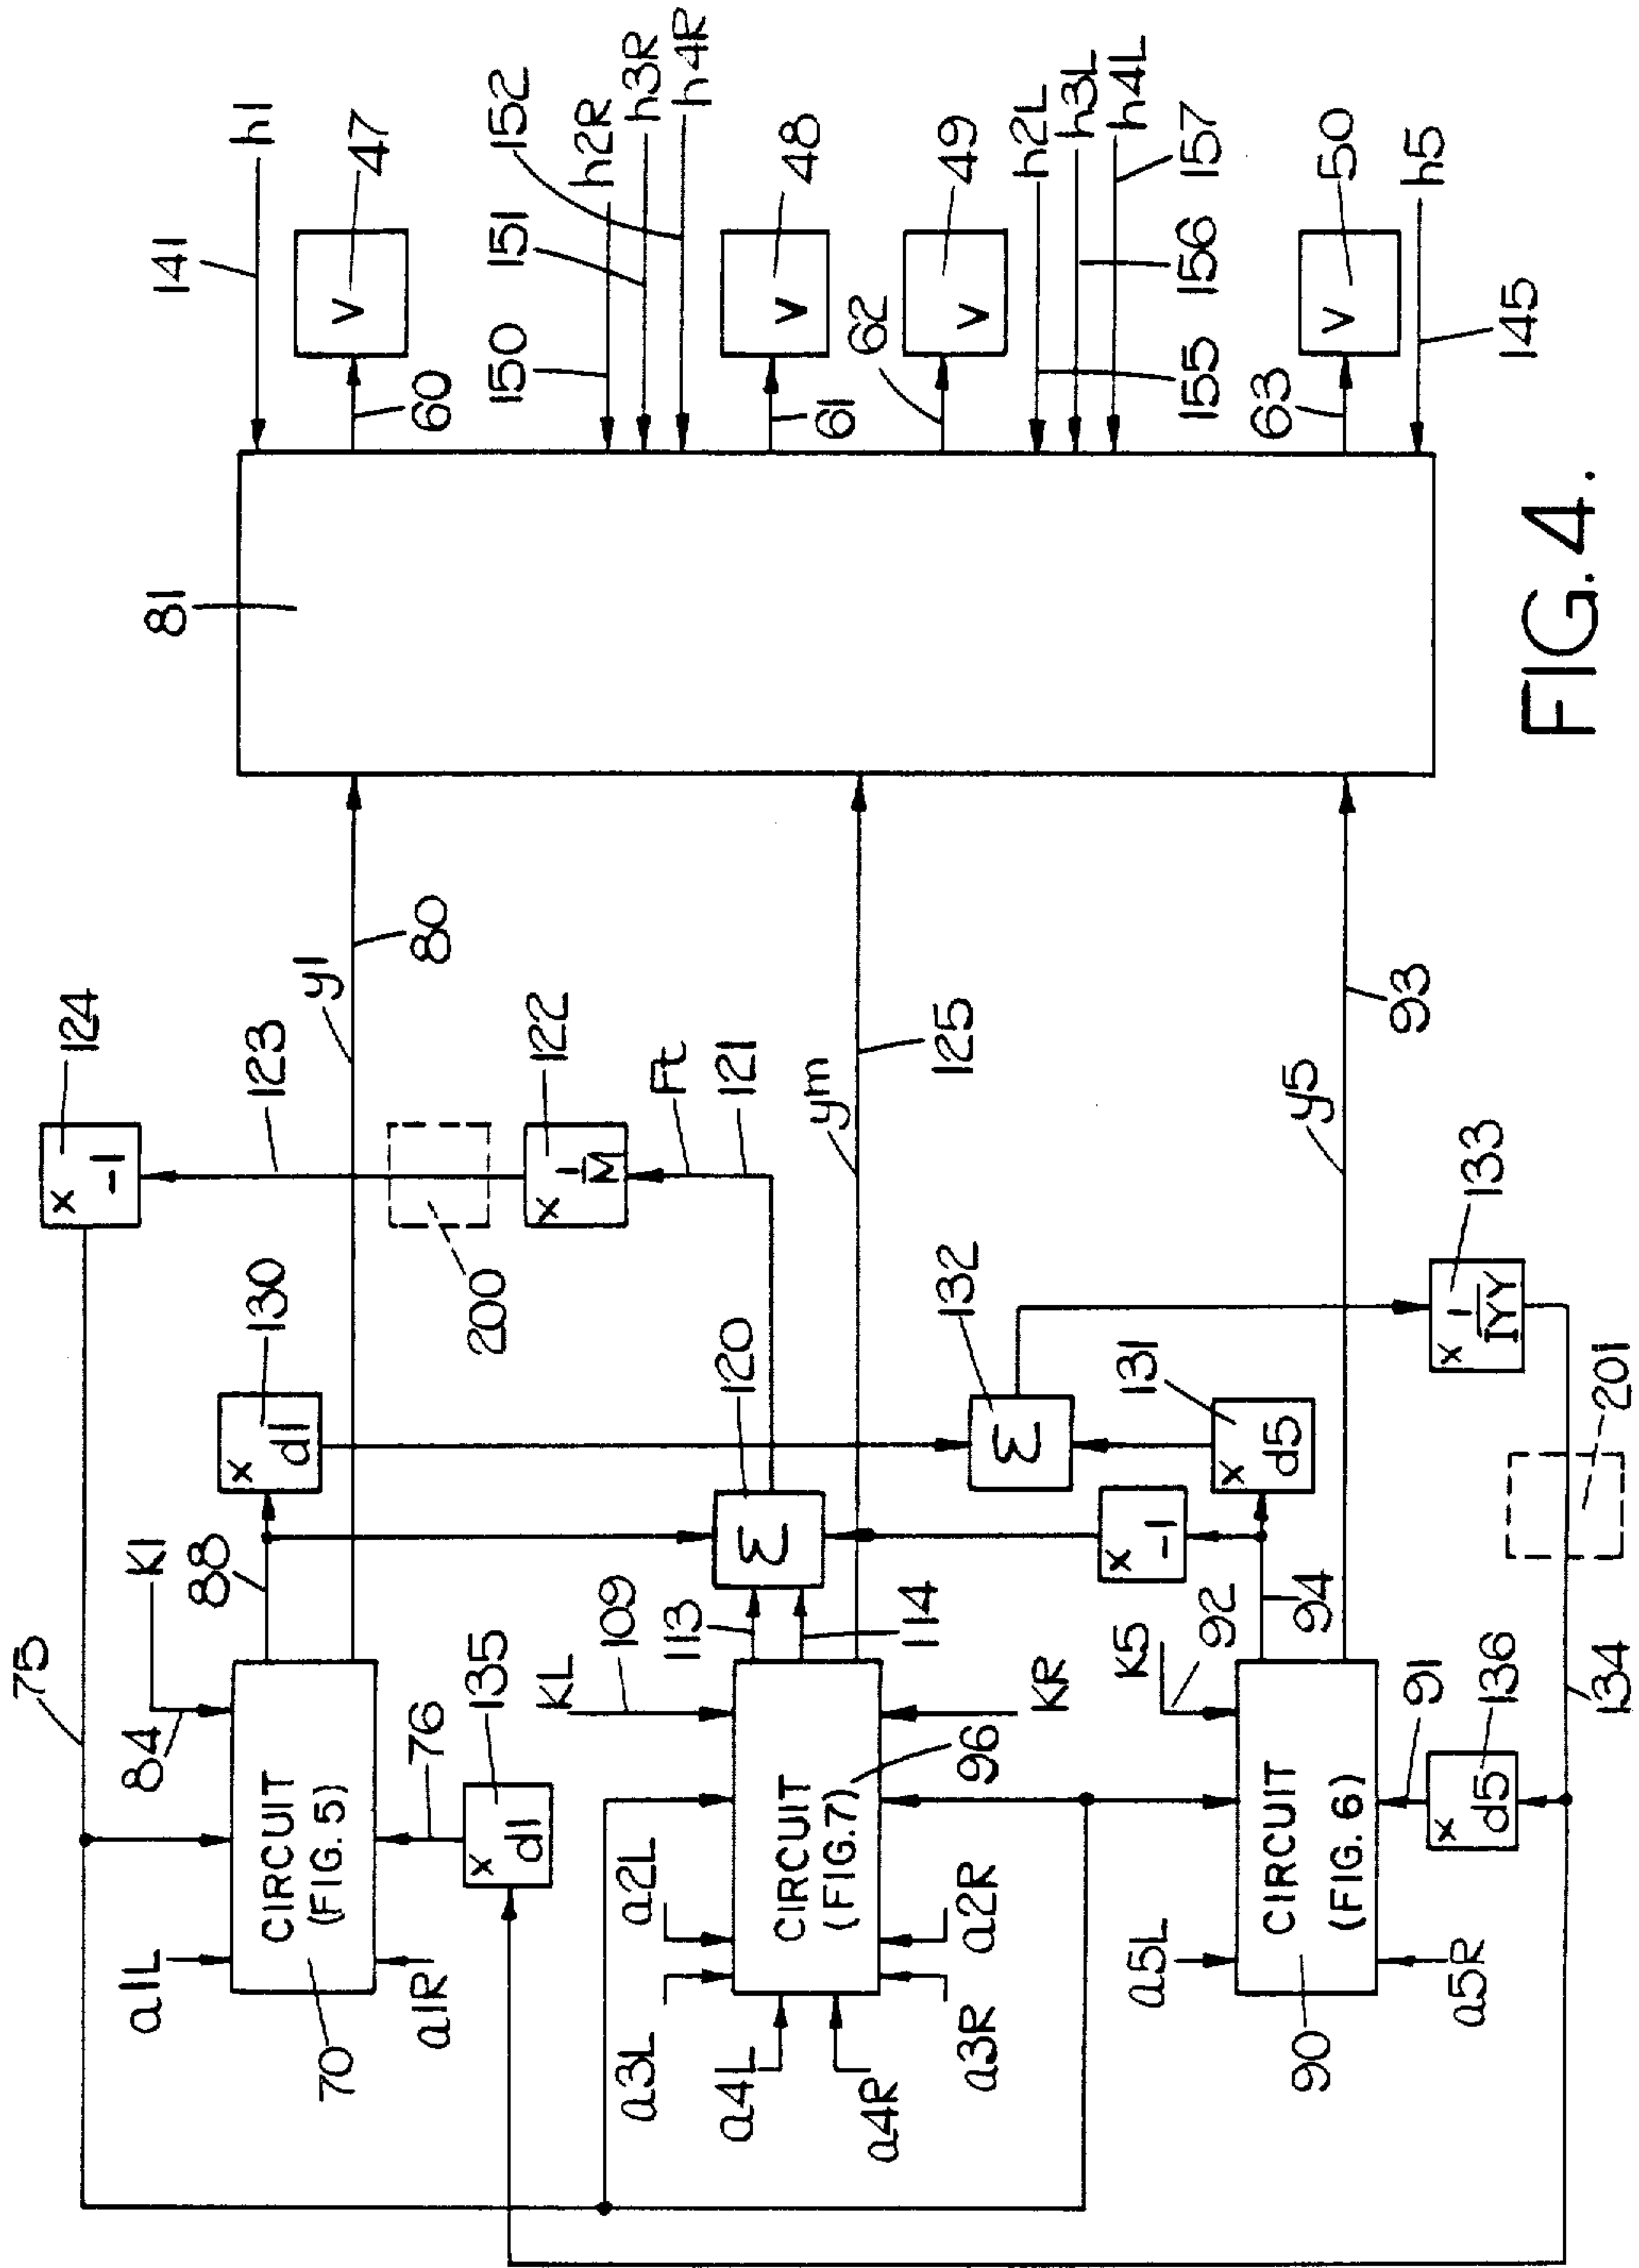 FIG. 4.
75
84
K1
88
124
x -1
123
141
h1
a1L
CIRCUIT
(FIG. 5)
70
a1R
76
135
x d1
130
x d1
200
y1
80
81
60
47
V
150
151
152
h2R
h3R
h4R
KL
109
113
114
120
Σ
Ft
121
122
x 1/M
a2L
a3L
a4L
a4R
a3R
a2R
CIRCUIT
(FIG.7)
96
KR
ym
125
61
48
V
62
49
V
132
Σ
x -1
131
x d5
K5
92
94
a5L
CIRCUIT
(FIG. 6)
90
a5R
91
136
x d5
134
201
133
x 1/IYY
y5
93
155
156
157
h2L
h3L
h4L
63
50
V
145
h5